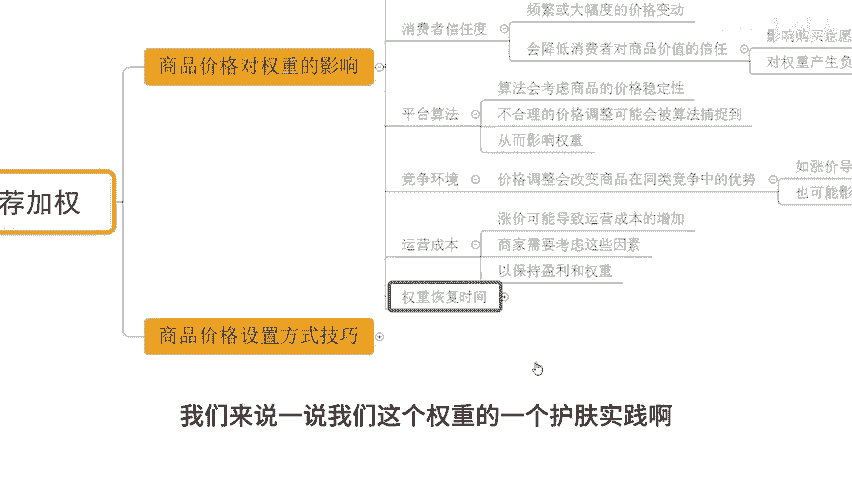 频繁或大幅度的价格变动
消费者信任度
影响购买意愿
会降低消费者对商品价值的信任
商品价格对权重的影响
对权重产生负
算法会考虑商品的价格稳定性
平台算法
不合理的价格调整可能会被算法捕捉到
从而影响权重
如涨价导
竞争环境
价格调整会改变商品在同类竞争中的优势
也可能影
荐加权
涨价可能导致运营成本的增加
运营成本
商家需要考虑这些因素
以保持盈利和权重
权重恢复时间
商品价格设置方式技巧
我们来说一说我们这个权重的一个护肤实践啊